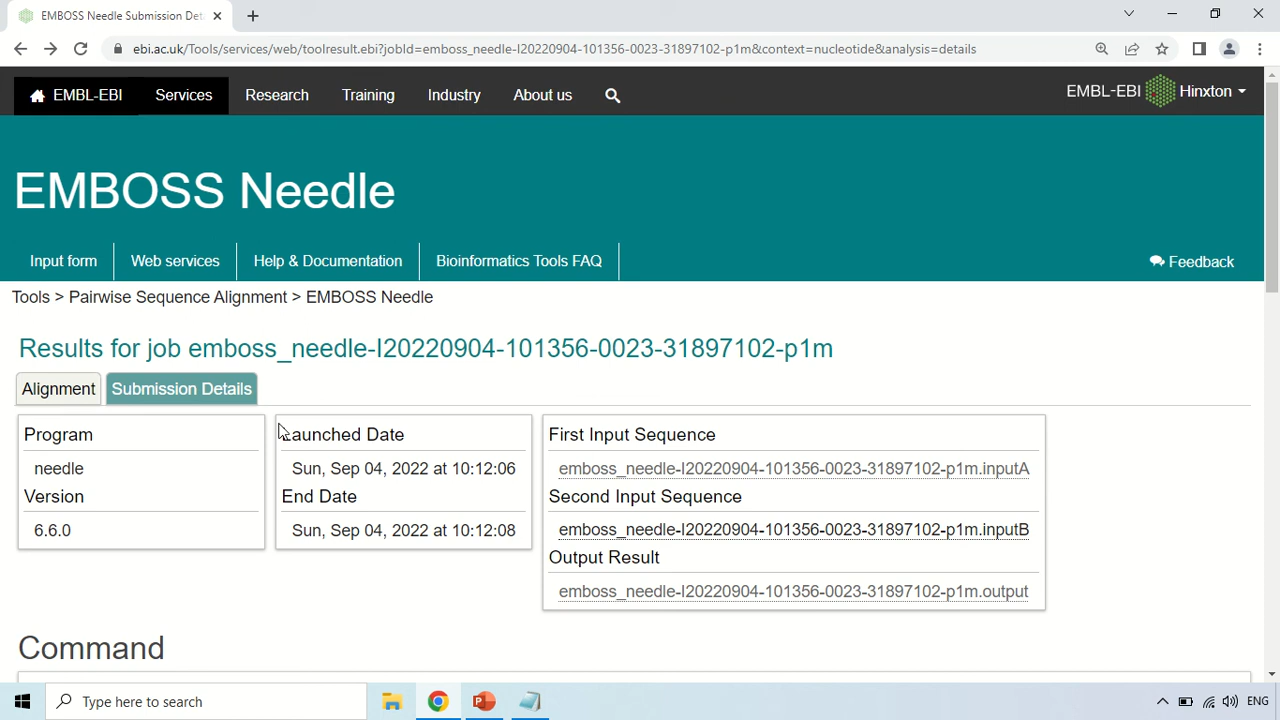 EMBOSS Needle Submission Det
ebi.ac.uk/Tools/services/web/toolresult.ebi?jobId=emboss_needle-I20220904-101356-0023-31897102-p1m&context=nucleotide&analysis=details
EMBL-EBI Services Research Training Industry About us
EMBL-EBI Hinxton
EMBOSS Needle
Input form Web services Help & Documentation Bioinformatics Tools FAQ Feedback
Tools > Pairwise Sequence Alignment > EMBOSS Needle
Results for job emboss_needle-I20220904-101356-0023-31897102-p1m
Alignment Submission Details
Program
needle
Version
6.6.0
Launched Date
Sun, Sep 04, 2022 at 10:12:06
End Date
Sun, Sep 04, 2022 at 10:12:08
First Input Sequence
emboss_needle-I20220904-101356-0023-31897102-p1m.inputA
Second Input Sequence
emboss_needle-I20220904-101356-0023-31897102-p1m.inputB
Output Result
emboss_needle-I20220904-101356-0023-31897102-p1m.output
Command
Type here to search
ENG